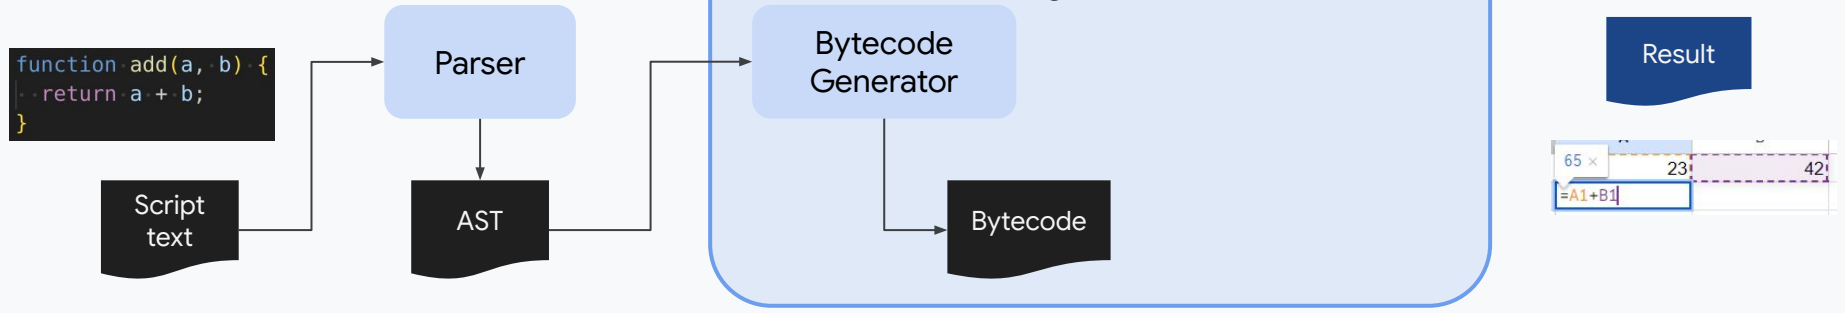 function add(a, b) {
return a + b;
}
Script
text
Parser
AST
Bytecode
Generator
Bytecode
Result
65 ×
23
42
=A1+B1